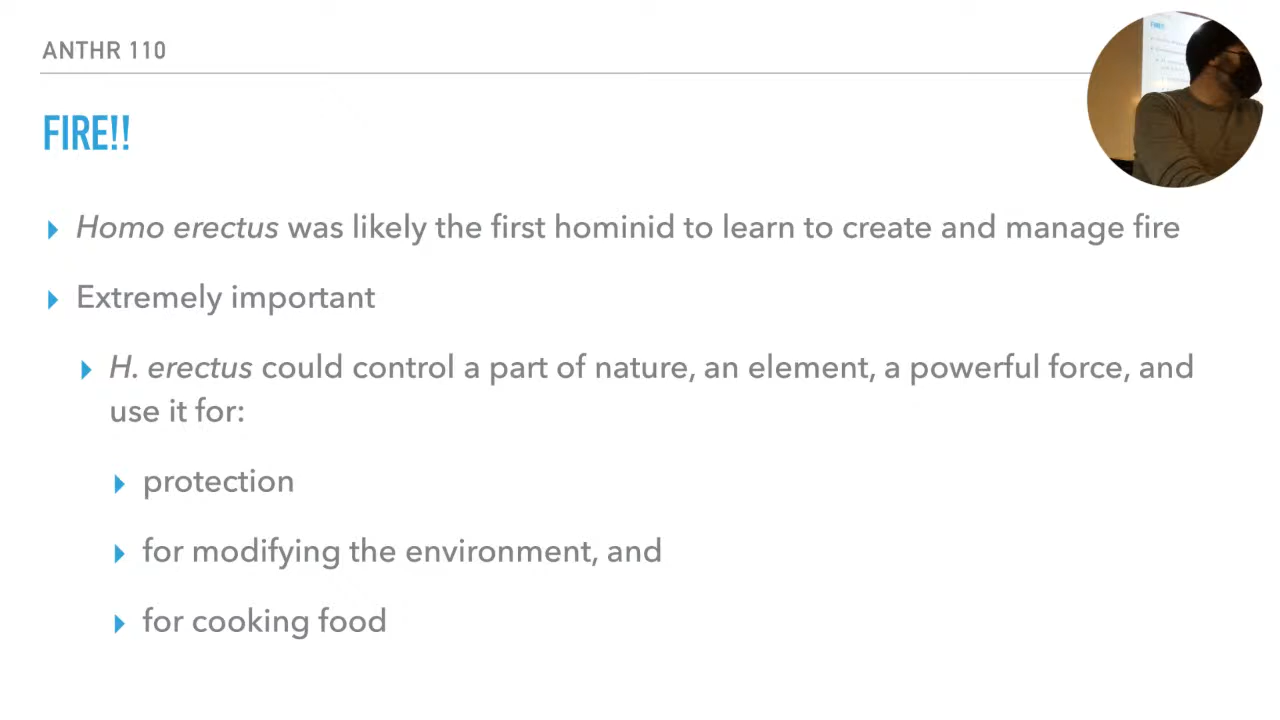 ANTHR 110
FIRE!!
Homo erectus was likely the first hominid to learn to create and manage fire
Extremely important
H. erectus could control a part of nature, an element, a powerful force, and
use it for:
protection
for modifying the environment, and
for cooking food